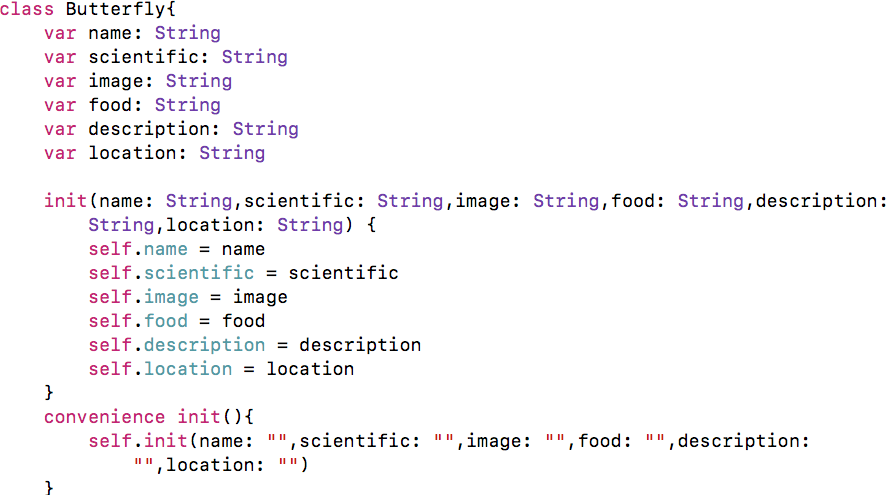 class Butterfly{
    var name: String
    var scientific: String
    var image: String
    var food: String
    var description: String
    var location: String

    init(name: String,scientific: String,image: String,food: String,description:
        String,location: String) {
        self.name = name
        self.scientific = scientific
        self.image = image
        self.food = food
        self.description = description
        self.location = location
    }
    convenience init(){
        self.init(name: "",scientific: "",image: "",food: "",description:
            "",location: "")
    }